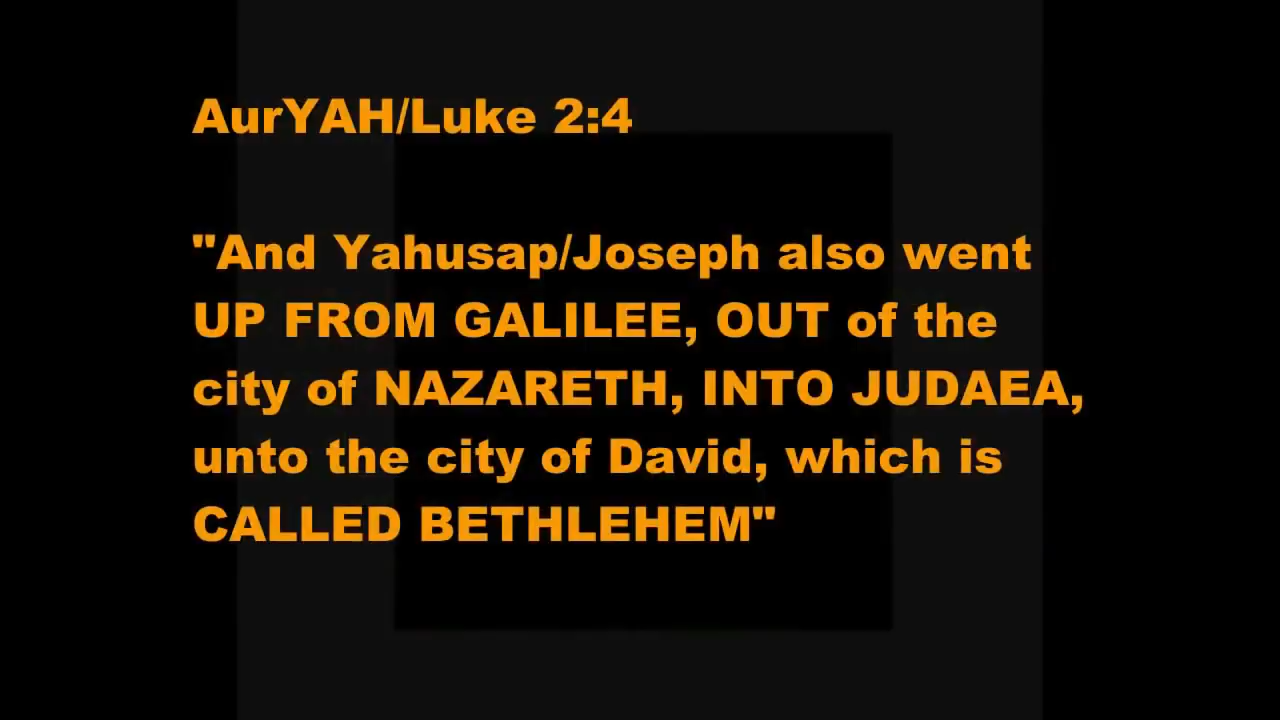 AurYAH/Luke 2:4
"And Yahusap/Joseph also went
UP FROM GALILEE, OUT of the
city of NAZARETH, INTO JUDAEA,
unto the city of David, which is
CALLED BETHLEHEM"